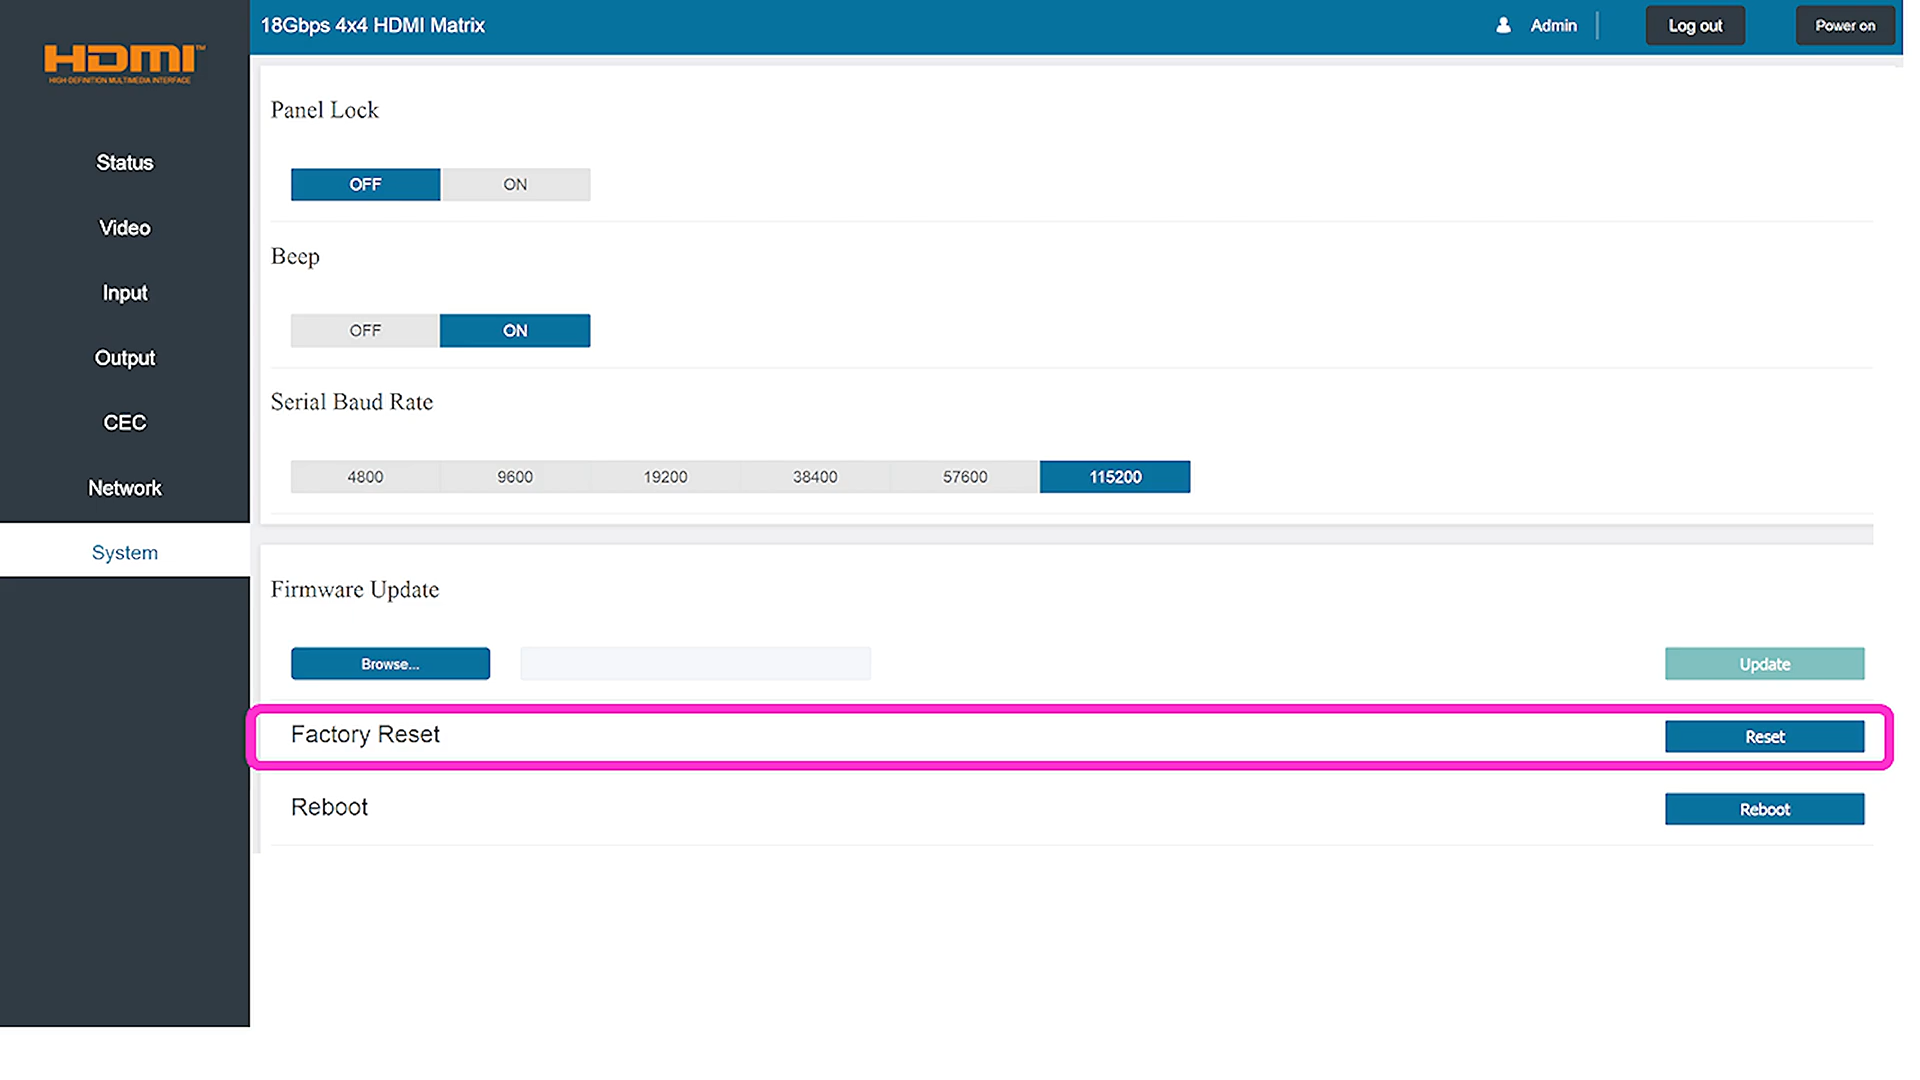 HDMI™
HIGH-DEFINITION MULTIMEDIA INTERFACE
Status
Video
Input
Output
CEC
Network
System
18Gbps 4x4 HDMI Matrix
Admin
Log out
Power on
Panel Lock
OFF ON
Beep
OFF ON
Serial Baud Rate
4800 9600 19200 38400 57600 115200
Firmware Update
Browse... Update
Factory Reset Reset
Reboot Reboot